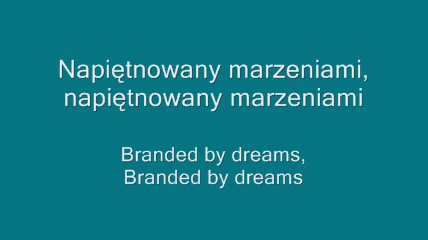 Napiętnowany marzeniami,
napiętnowany marzeniami
Branded by dreams,
Branded by dreams